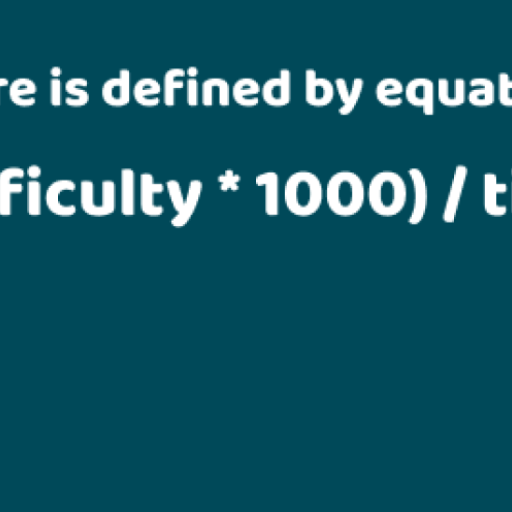 re is defined by equat
ficulty * 1000) / ti